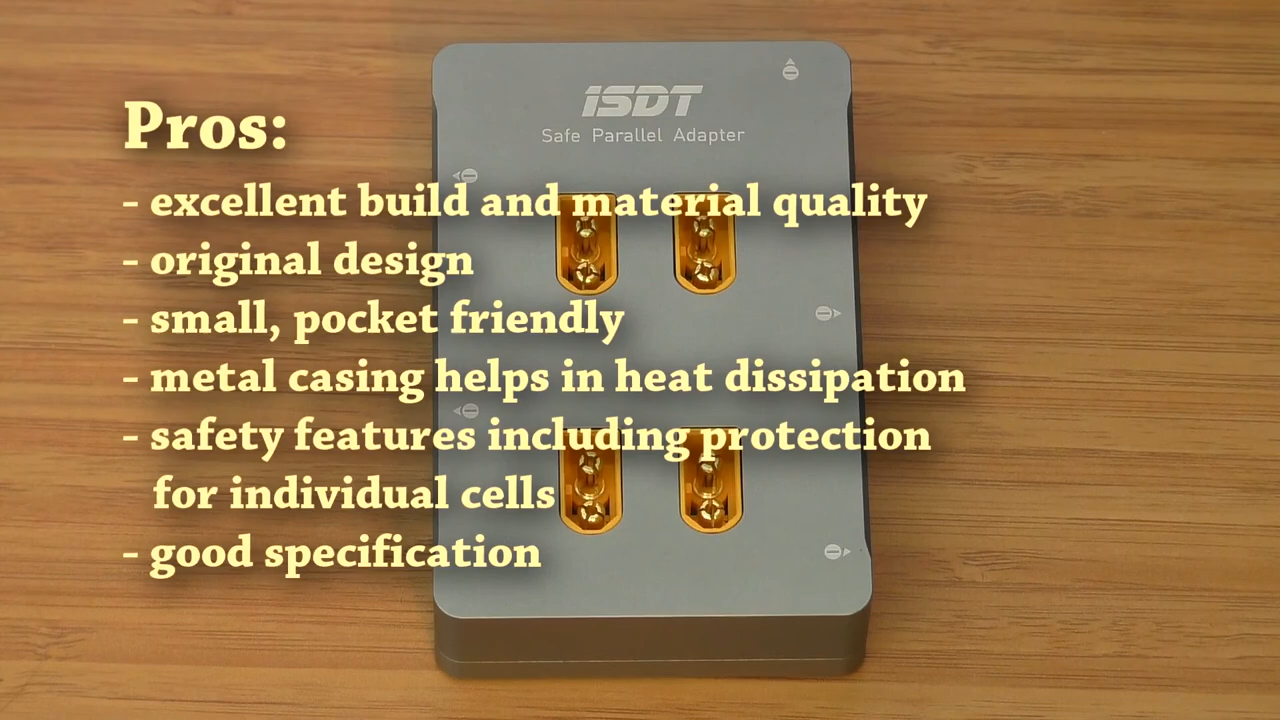 ISDT
Safe Parallel Adapter
Pros:
- excellent build and material quality
- original design
- small, pocket friendly
- metal casing helps in heat dissipation
- safety features including protection
for individual cells
- good specification